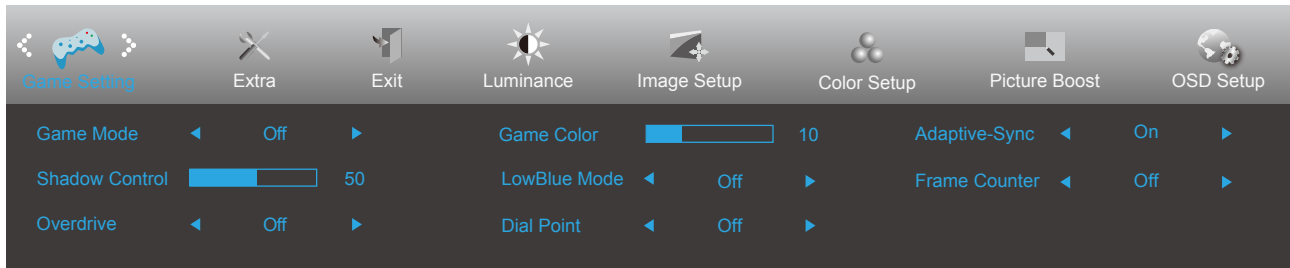 Game Setting Extra Exit Luminance Image Setup Color Setup Picture Boost OSD Setup
Game Mode Off Game Color 10 Adaptive-Sync On
Shadow Control 50 LowBlue Mode Off Frame Counter Off
Overdrive Off Dial Point Off